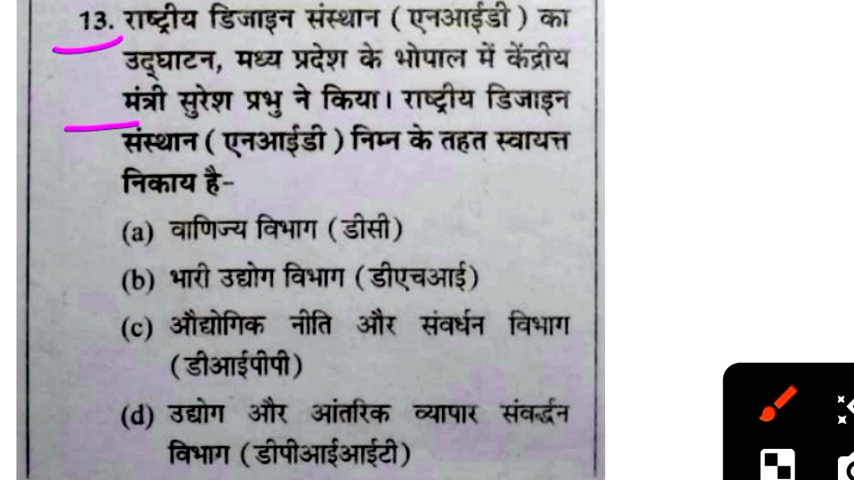 13. राष्ट्रीय डिजाइन संस्थान ( एनआईडी ) का
उद्घाटन, मध्य प्रदेश के भोपाल में केंद्रीय
मंत्री सुरेश प्रभु ने किया। राष्ट्रीय डिजाइन
संस्थान ( एनआईडी ) निम्न के तहत स्वायत्त
निकाय है-
(a) वाणिज्य विभाग (डीसी)
(b) भारी उद्योग विभाग (डीएचआई)
(c) औद्योगिक नीति और संवर्धन विभाग
(डीआईपीपी)
(d) उद्योग और आंतरिक व्यापार संवर्द्धन
विभाग (डीपीआईआईटी)